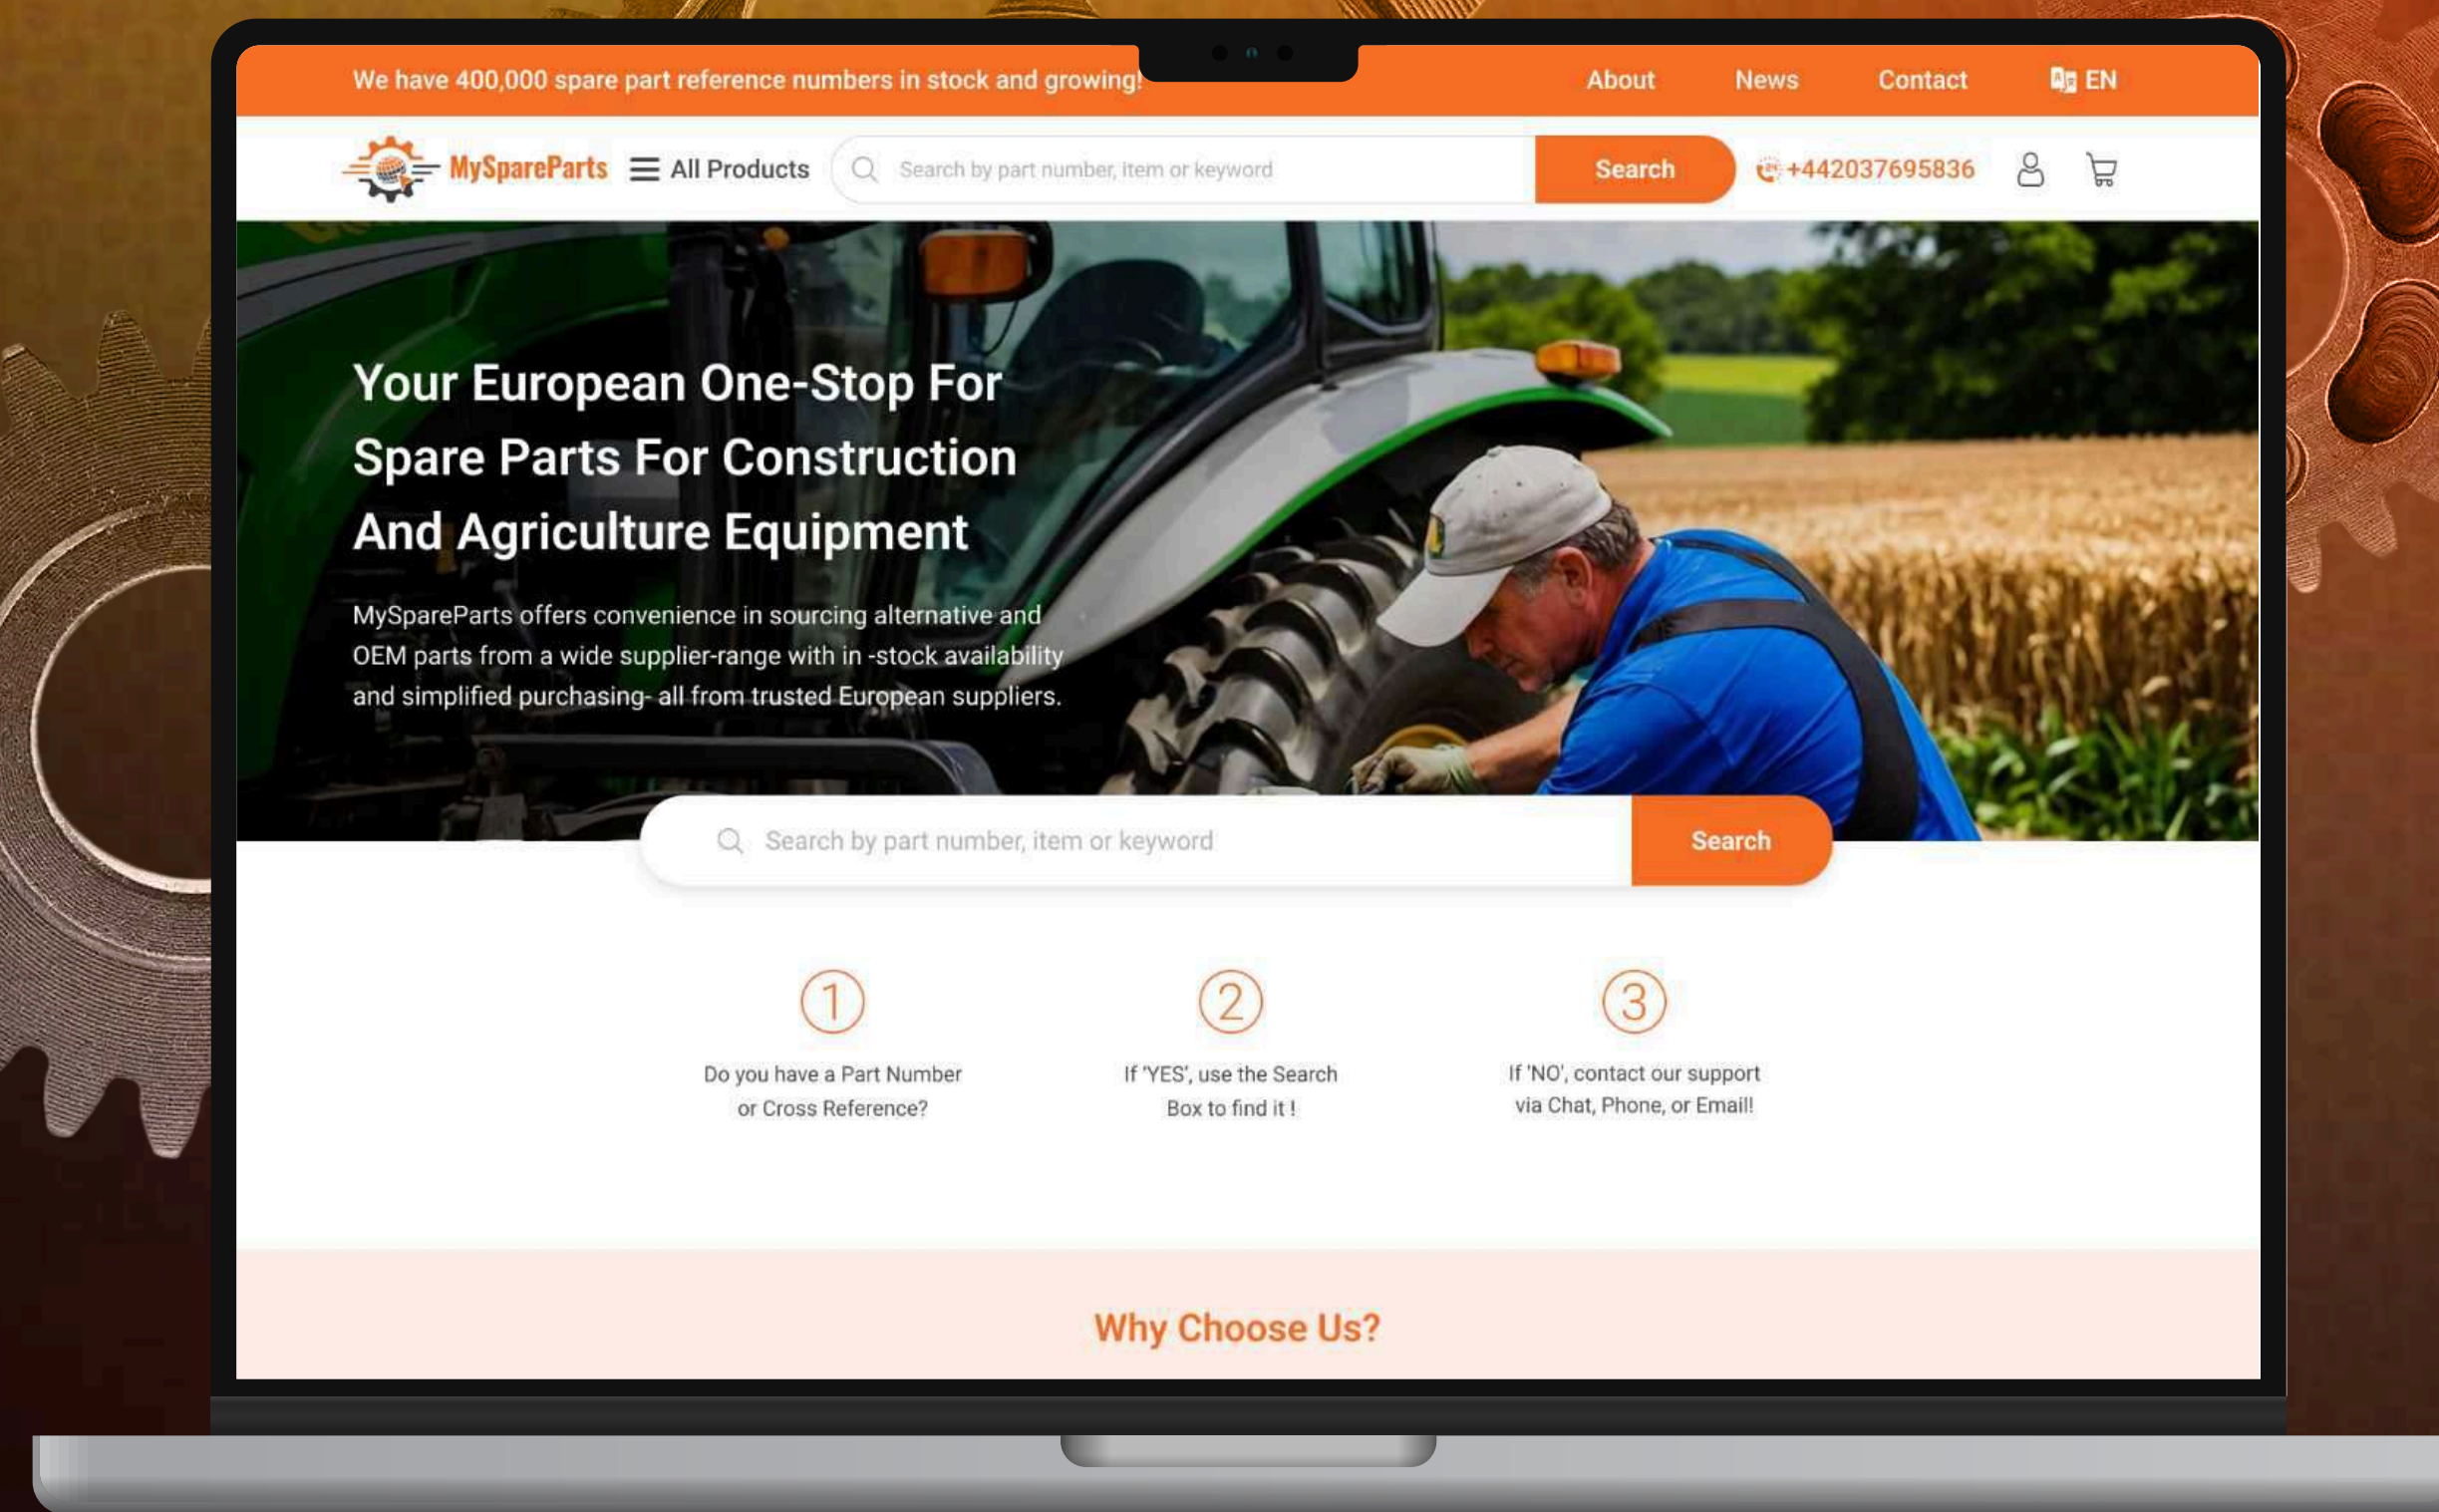 We have 400,000 spare part reference numbers in stock and growing!
About
News
Contact
EN
MySpareParts
All Products
Search by part number, item or keyword
Search
+442037695836
Your European One-Stop For
Spare Parts For Construction
And Agriculture Equipment
MySpareParts offers convenience in sourcing alternative and
OEM parts from a wide supplier-range with in -stock availability
and simplified purchasing- all from trusted European suppliers.
Search by part number, item or keyword
Search
1
2
3
Do you have a Part Number
or Cross Reference?
If 'YES', use the Search
Box to find it !
If 'NO', contact our support
via Chat, Phone, or Email!
Why Choose Us?